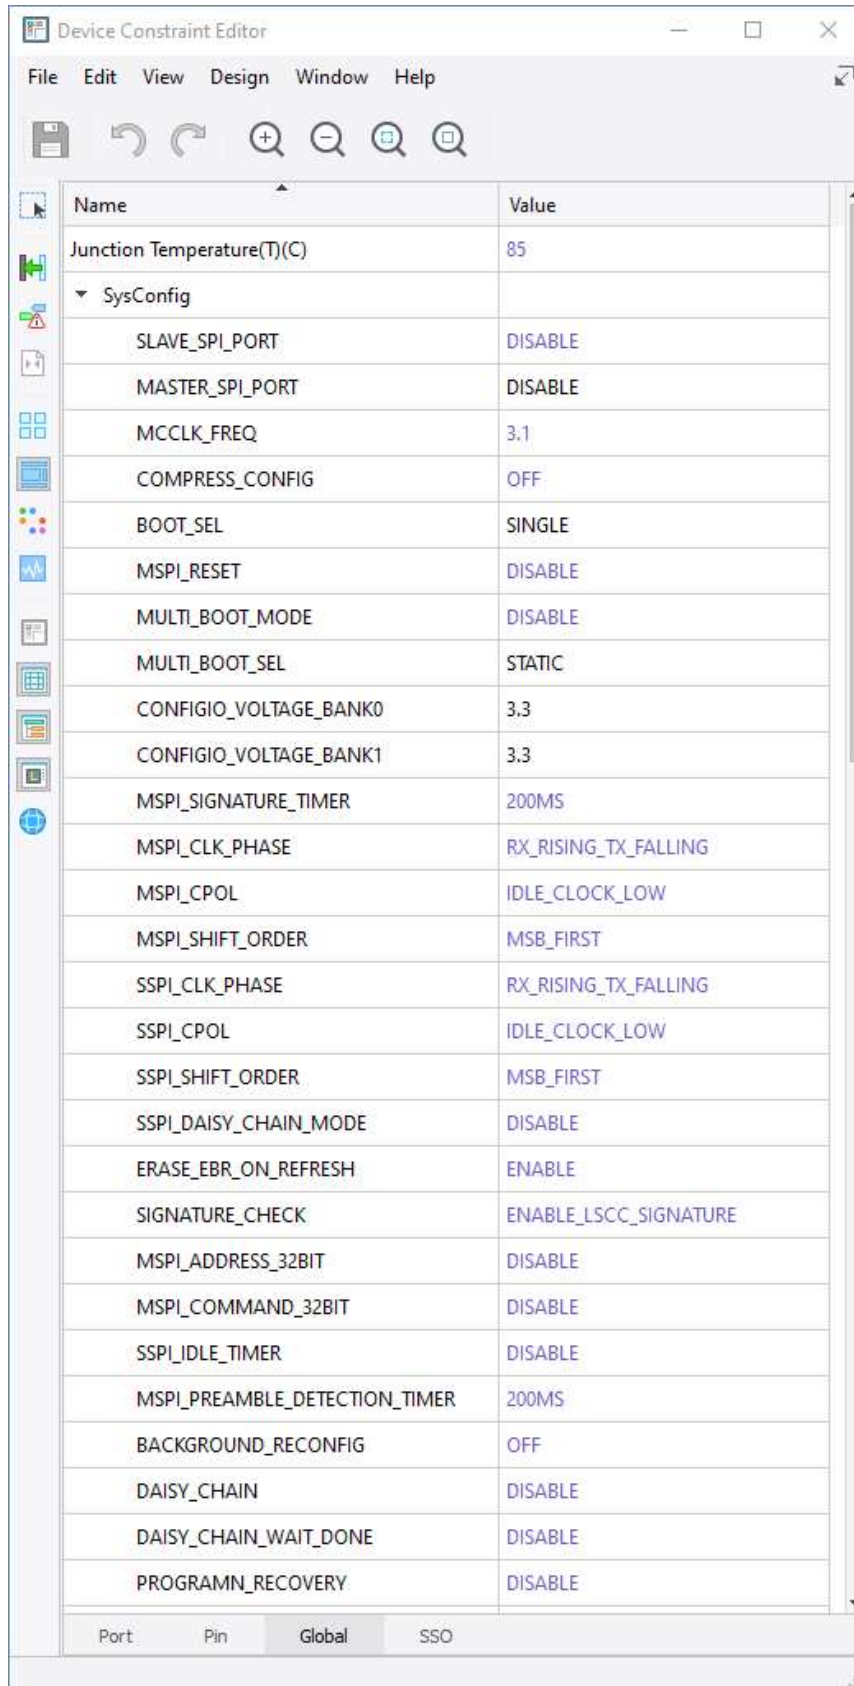 Device Constraint Editor
File Edit View Design Window Help
Name Value
Junction Temperature(T)(C) 85
SysConfig
SLAVE_SPI_PORT DISABLE
MASTER_SPI_PORT DISABLE
MCCLK_FREQ 3.1
COMPRESS_CONFIG OFF
BOOT_SEL SINGLE
MSPI_RESET DISABLE
MULTI_BOOT_MODE DISABLE
MULTI_BOOT_SEL STATIC
CONFIGIO_VOLTAGE_BANK0 3.3
CONFIGIO_VOLTAGE_BANK1 3.3
MSPI_SIGNATURE_TIMER 200MS
MSPI_CLK_PHASE RX_RISING_TX_FALLING
MSPI_CPOL IDLE_CLOCK_LOW
MSPI_SHIFT_ORDER MSB_FIRST
SSPI_CLK_PHASE RX_RISING_TX_FALLING
SSPI_CPOL IDLE_CLOCK_LOW
SSPI_SHIFT_ORDER MSB_FIRST
SSPI_DAISY_CHAIN_MODE DISABLE
ERASE_EBR_ON_REFRESH ENABLE
SIGNATURE_CHECK ENABLE_LSCC_SIGNATURE
MSPI_ADDRESS_32BIT DISABLE
MSPI_COMMAND_32BIT DISABLE
SSPI_IDLE_TIMER DISABLE
MSPI_PREAMBLE_DETECTION_TIMER 200MS
BACKGROUND_RECONFIG OFF
DAISY_CHAIN DISABLE
DAISY_CHAIN_WAIT_DONE DISABLE
PROGRAMN_RECOVERY DISABLE
Port Pin Global SSO